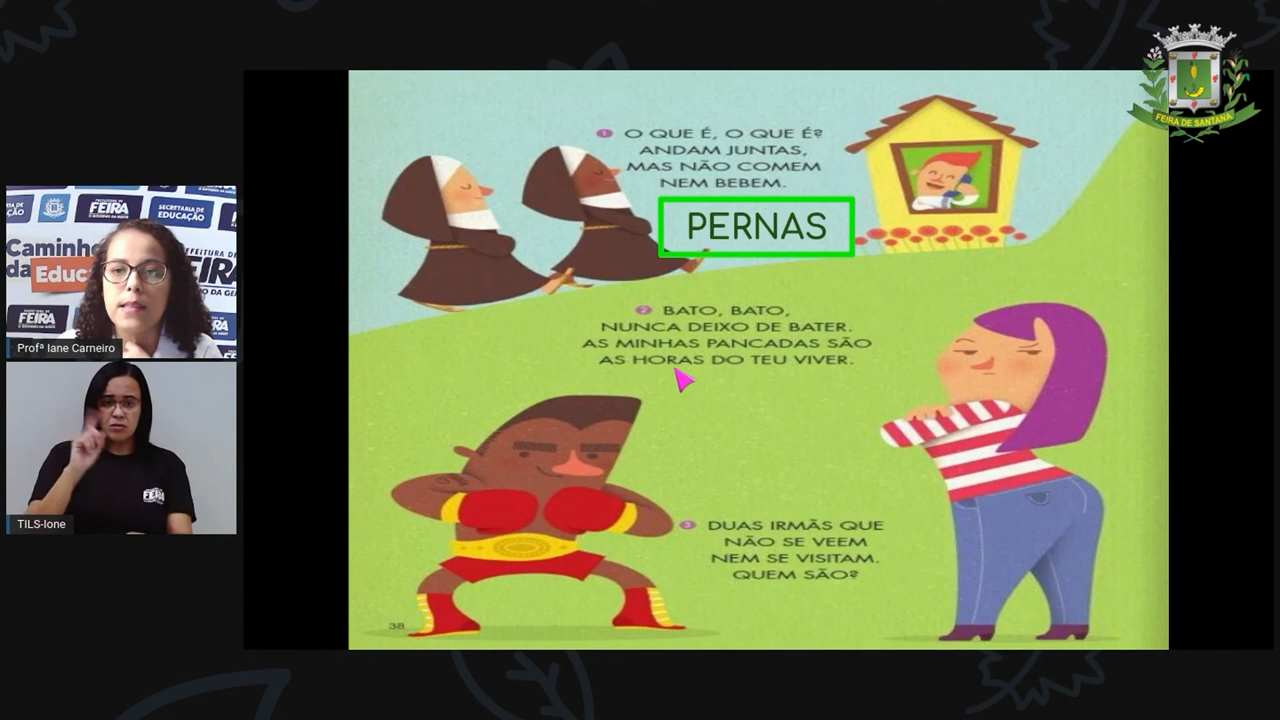 FEIRA DE SANTANA
1 O QUE É, O QUE É?
ANDAM JUNTAS,
MAS NÃO COMEM
NEM BEBEM.
PERNAS
2 BATO, BATO,
NUNCA DEIXO DE BATER.
AS MINHAS PANCADAS SÃO
AS HORAS DO TEU VIVER.
3 DUAS IRMÃS QUE
NÃO SE VEEM
NEM SE VISITAM.
QUEM SÃO?
38
FEIRA
SECRETARIA DE
EDUCAÇÃO
Caminho
da Educ
FEIRA
Profª Iane Carneiro
TILS-Ione